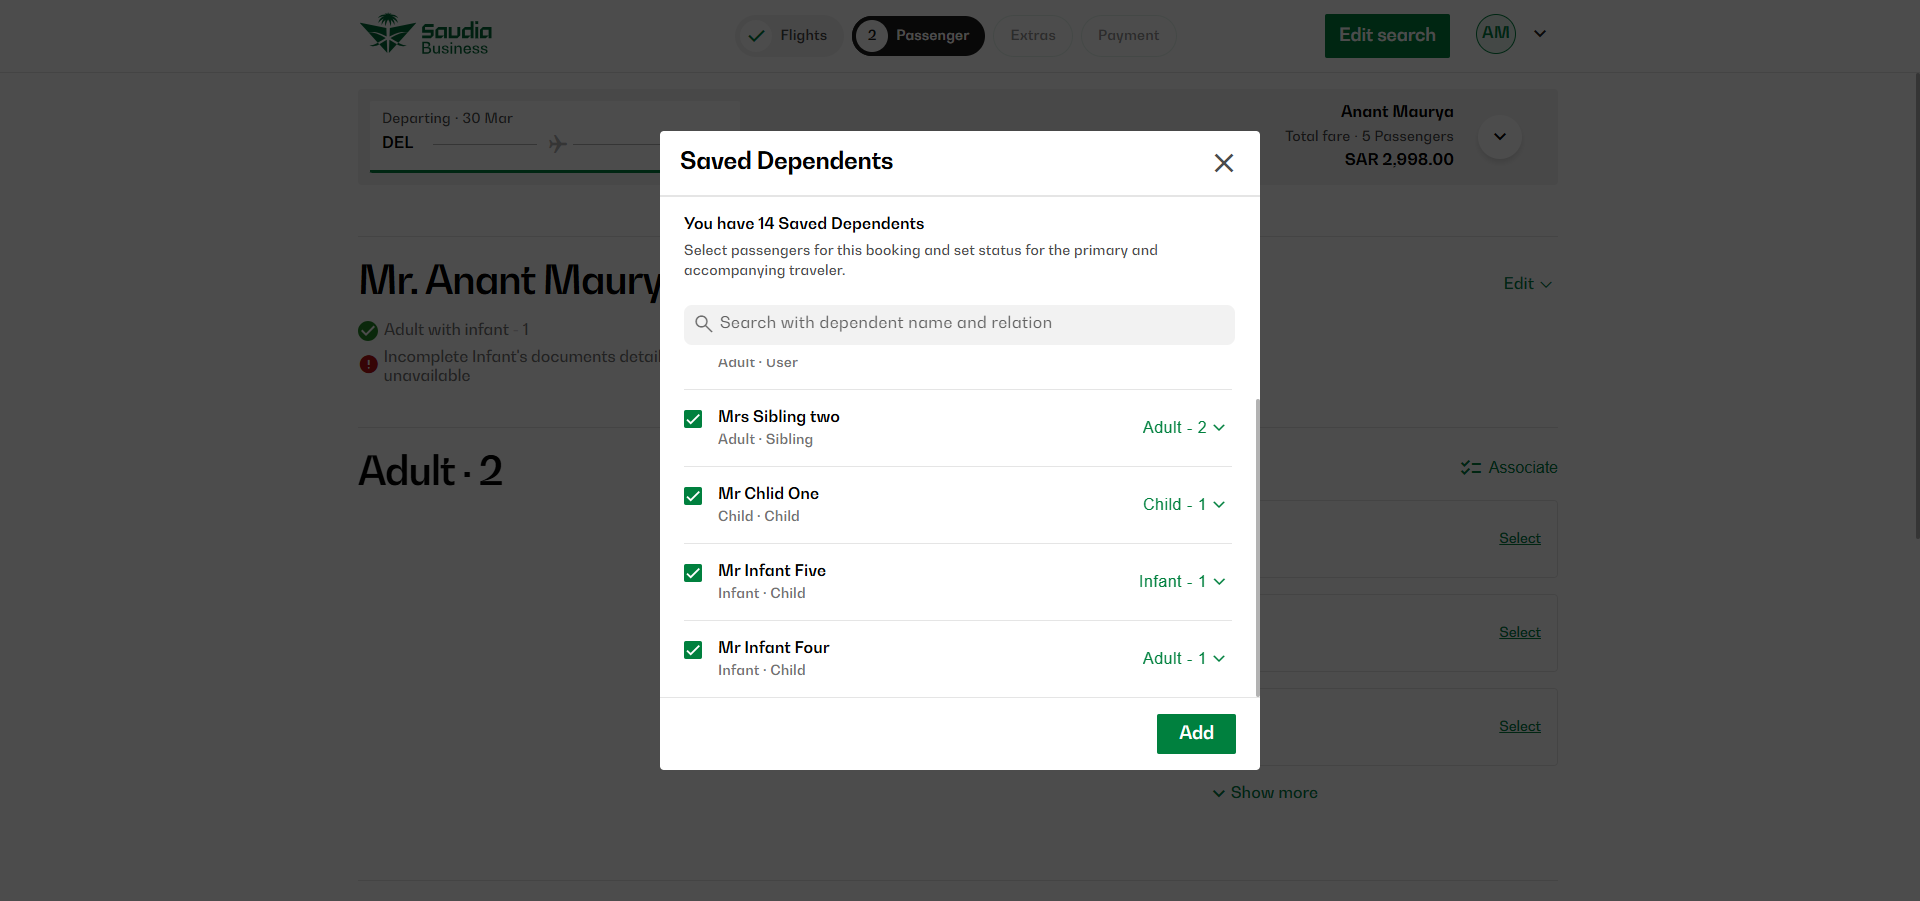 Saudia
Business
Flights
2 Passenger
Extras
Payment
Edit search
AM
Departing · 30 Mar
DEL
Anant Maurya
Total fare · 5 Passengers
SAR 2,998.00
Mr. Anant Maury
Edit
Adult with infant · 1
Incomplete Infant's documents detail
unavailable
Adult · 2
Associate
Select
Select
Select
Show more
Saved Dependents
You have 14 Saved Dependents
Select passengers for this booking and set status for the primary and
accompanying traveler.
Search with dependent name and relation
Adult · User
Mrs Sibling two
Adult · Sibling
Adult - 2
Mr Chlid One
Child · Child
Child - 1
Mr Infant Five
Infant · Child
Infant - 1
Mr Infant Four
Infant · Child
Adult - 1
Add